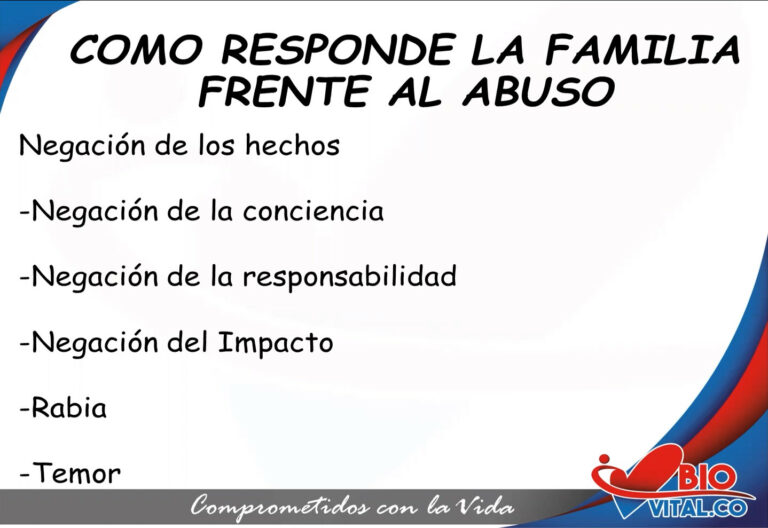 COMO RESPONDE LA FAMILIA
FRENTE AL ABUSO
Negación de los hechos
-Negación de la conciencia
-Negación de la responsabilidad
-Negación del Impacto
-Rabia
-Temor
Comprometidos con la Vida
BIO
VITAL.CO